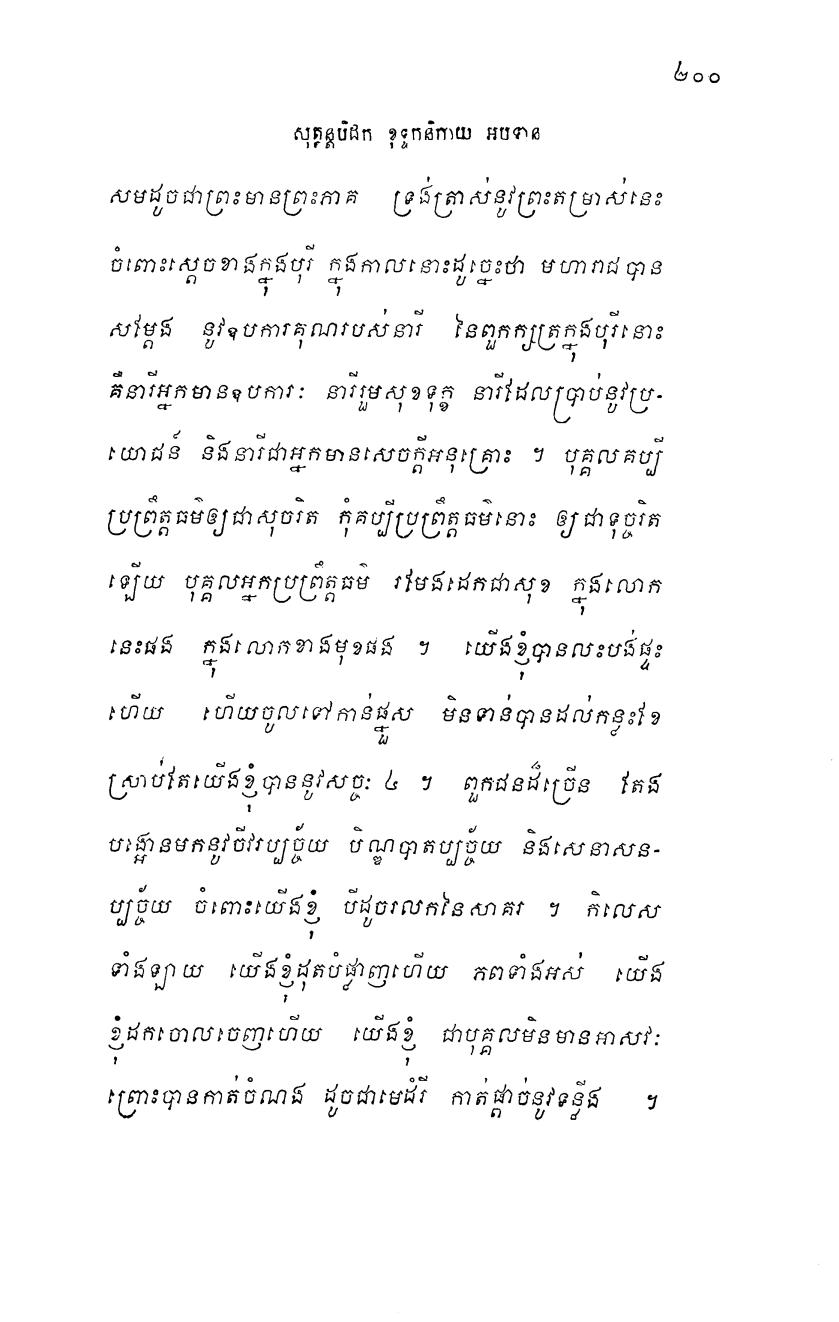 ២០០
សុត្តន្តបិដក ខុទ្ទកនិកាយ អបទាន
សមដូចជាព្រះមានព្រះភាគ ទ្រង់ត្រាស់នូវព្រះតម្រាស់នេះ
ចំពោះស្តេចខាងក្នុងបុរី ក្នុងកាលនោះដូច្នេះថា មហារាជបាន
សម្តែង នូវឧបការគុណរបស់នារី នៃពួកក្សត្រក្នុងបុរីនោះ
គឺនារីអ្នកមានឧបការៈ នារីរួមសុខទុក្ខ នារីដែលប្រាប់នូវប្រ-
យោជន៍ និងនារីជាអ្នកមានសេចក្តីអនុគ្រោះ ។ បុគ្គលគប្បី
ប្រព្រឹត្តធម៌ឲ្យជាសុចរិត កុំគប្បីប្រព្រឹត្តធម៌នោះ ឲ្យជាទុច្ចរិត
ឡើយ បុគ្គលអ្នកប្រព្រឹត្តធម៌ រមែងដេកជាសុខ ក្នុងលោក
នេះផង ក្នុងលោកខាងមុខផង ។ យើងខ្ញុំបានលះបង់ផ្ទះ
ហើយ ហើយចូលទៅកាន់ផ្នួស មិនទាន់បានដល់កន្លះខែ
ស្រាប់តែយើងខ្ញុំបាននូវសច្ចៈ ៤ ។ ពួកជនដ៏ច្រើន តែង
បង្អោនមកនូវចីវរប្បច្ច័យ បិណ្ឌបាតប្បច្ច័យ និងសេនាសន-
ប្បច្ច័យ ចំពោះយើងខ្ញុំ បីដូចរលកនៃសាគរ ។ កិលេស
ទាំងឡាយ យើងខ្ញុំដុតបំផ្លាញហើយ ភពទាំងអស់ យើង
ខ្ញុំដកចោលចេញហើយ យើងខ្ញុំ ជាបុគ្គលមិនមានអាសវៈ
ព្រោះបានកាត់ចំណង ដូចជាមេដំរី កាត់ផ្តាច់នូវទន្លីង ។